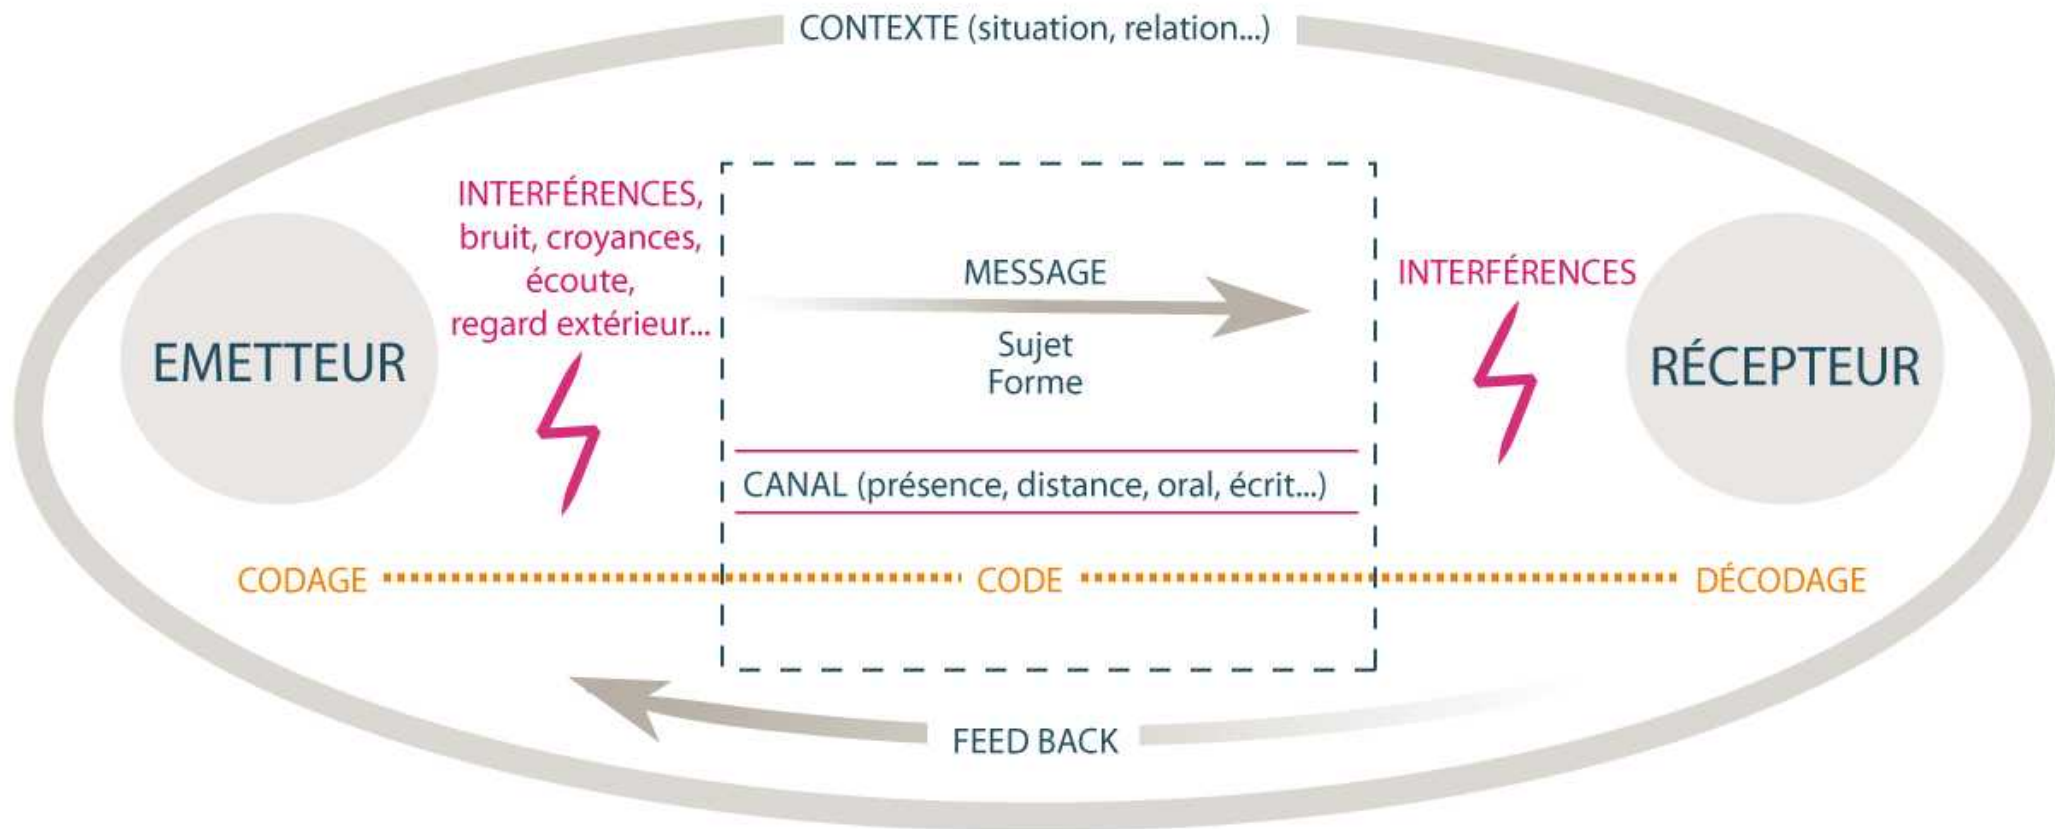 CONTEXTE (situation, relation...)
INTERFÉRENCES,
bruit, croyances,
écoute,
regard extérieur...
MESSAGE
INTERFÉRENCES
Sujet
Forme
EMETTEUR
RÉCEPTEUR
CANAL (présence, distance, oral, écrit...)
CODAGE
CODE
DÉCODAGE
FEED BACK